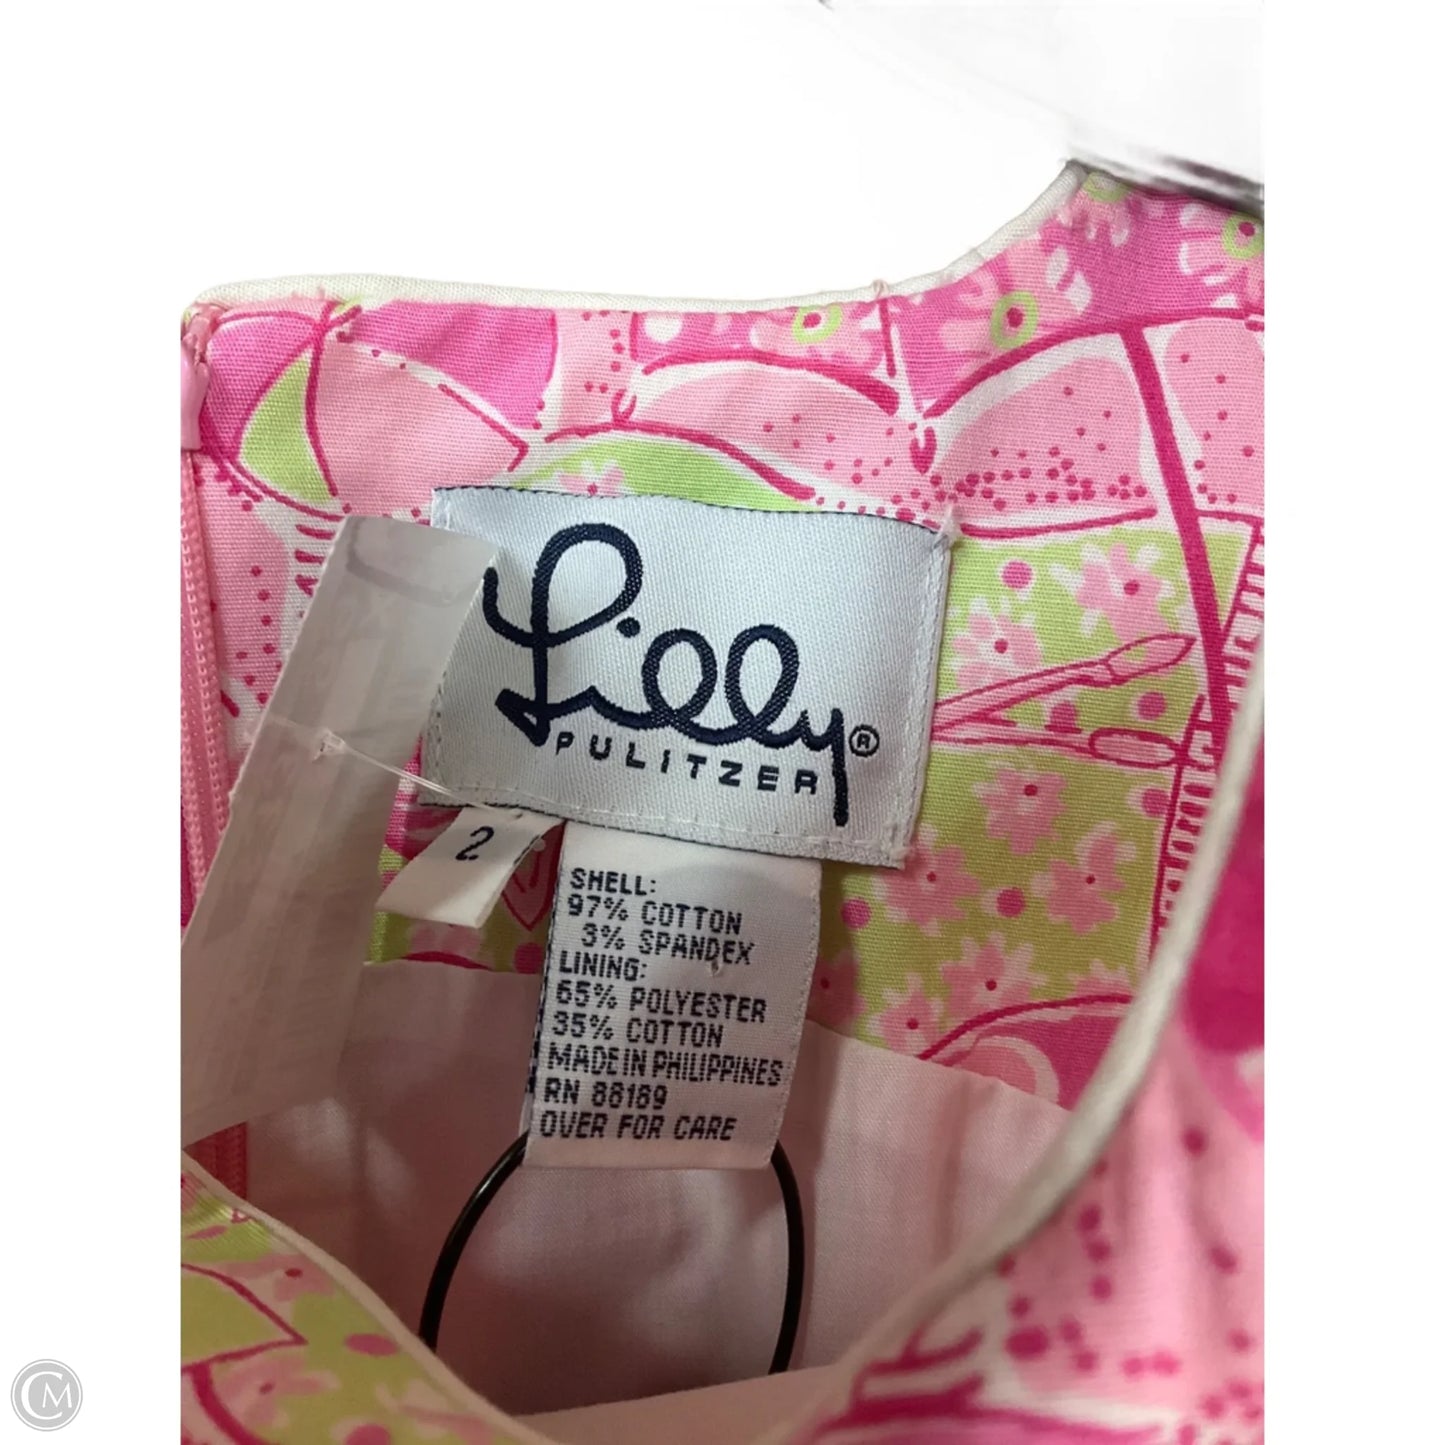 Lilly®
PULITZER
2
SHELL:
97% COTTON
3% SPANDEX
LINING:
65% POLYESTER
35% COTTON
MADE IN PHILIPPINES
RN 88189
OVER FOR CARE
CM